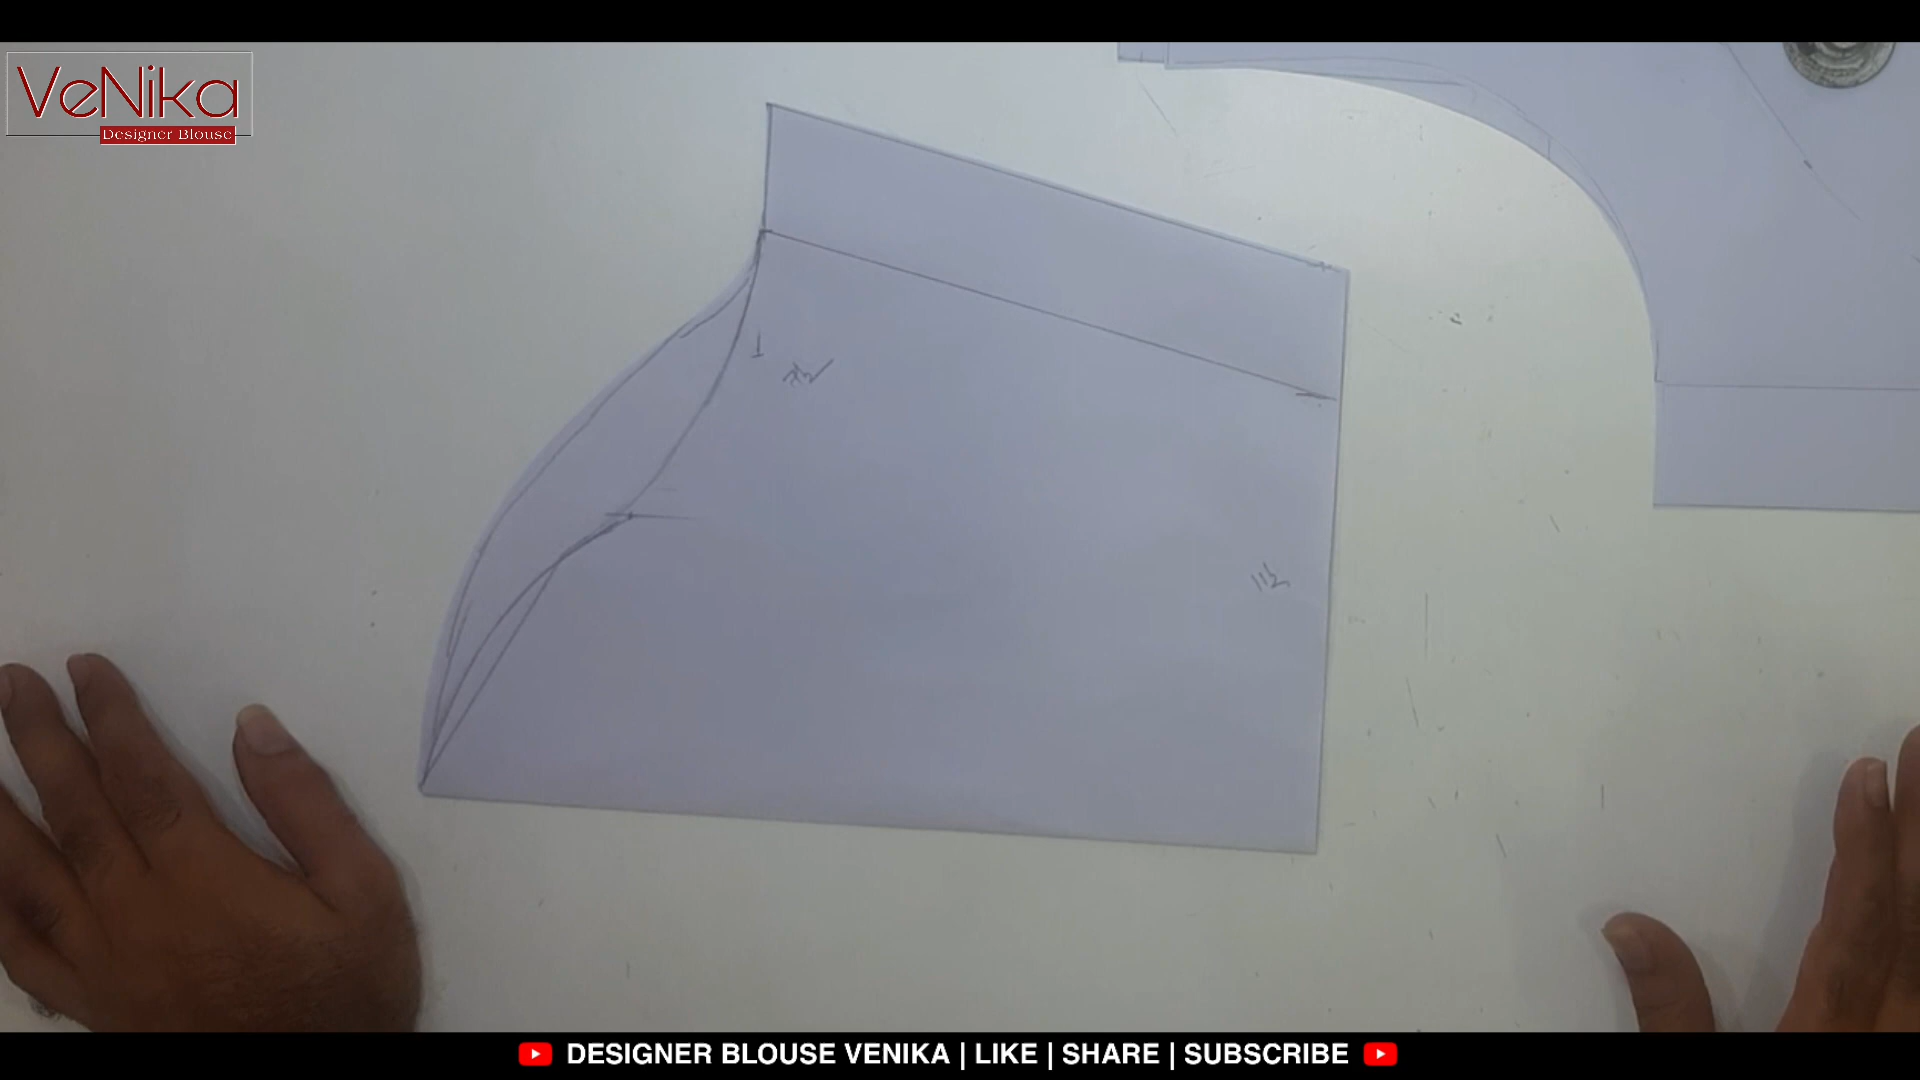 VeNika
Designer Blouse
DESIGNER BLOUSE VENIKA | LIKE | SHARE | SUBSCRIBE